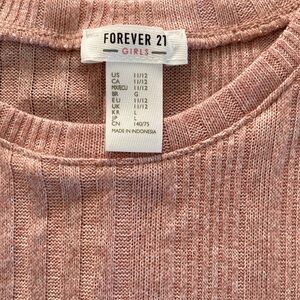 FOREVER 21
GIRLS
US 11/12
CA 11/12
MX/ECU 11/12
BR G
EU 11/12
UK 11/12
KR L
JP L
CN 140/75
MADE IN INDONESIA